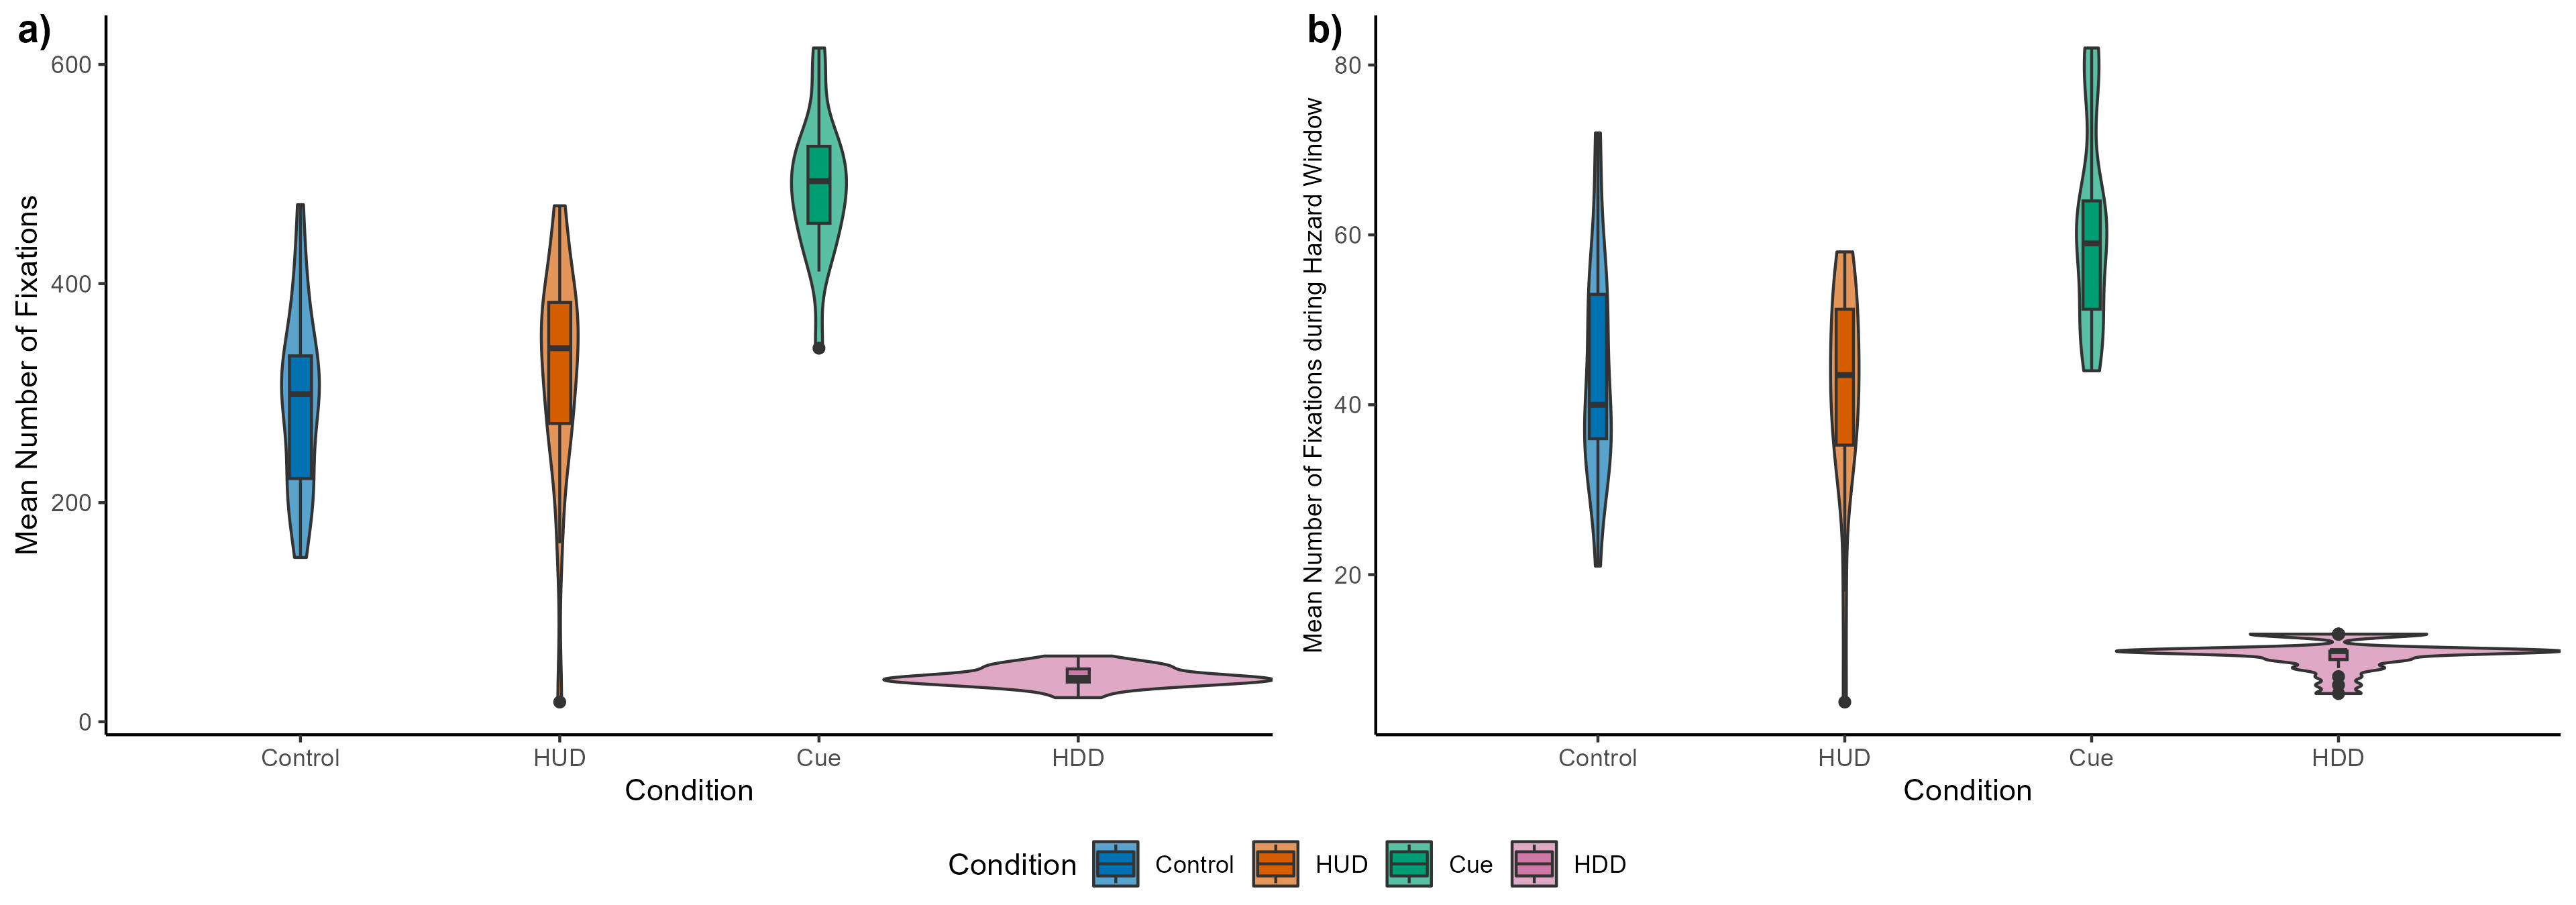 a)
Mean Number of Fixations
600
400
200
0
Control HUD Cue HDD
Condition
b)
Mean Number of Fixations during Hazard Window
80
60
40
20
Control HUD Cue HDD
Condition
Condition Control HUD Cue HDD